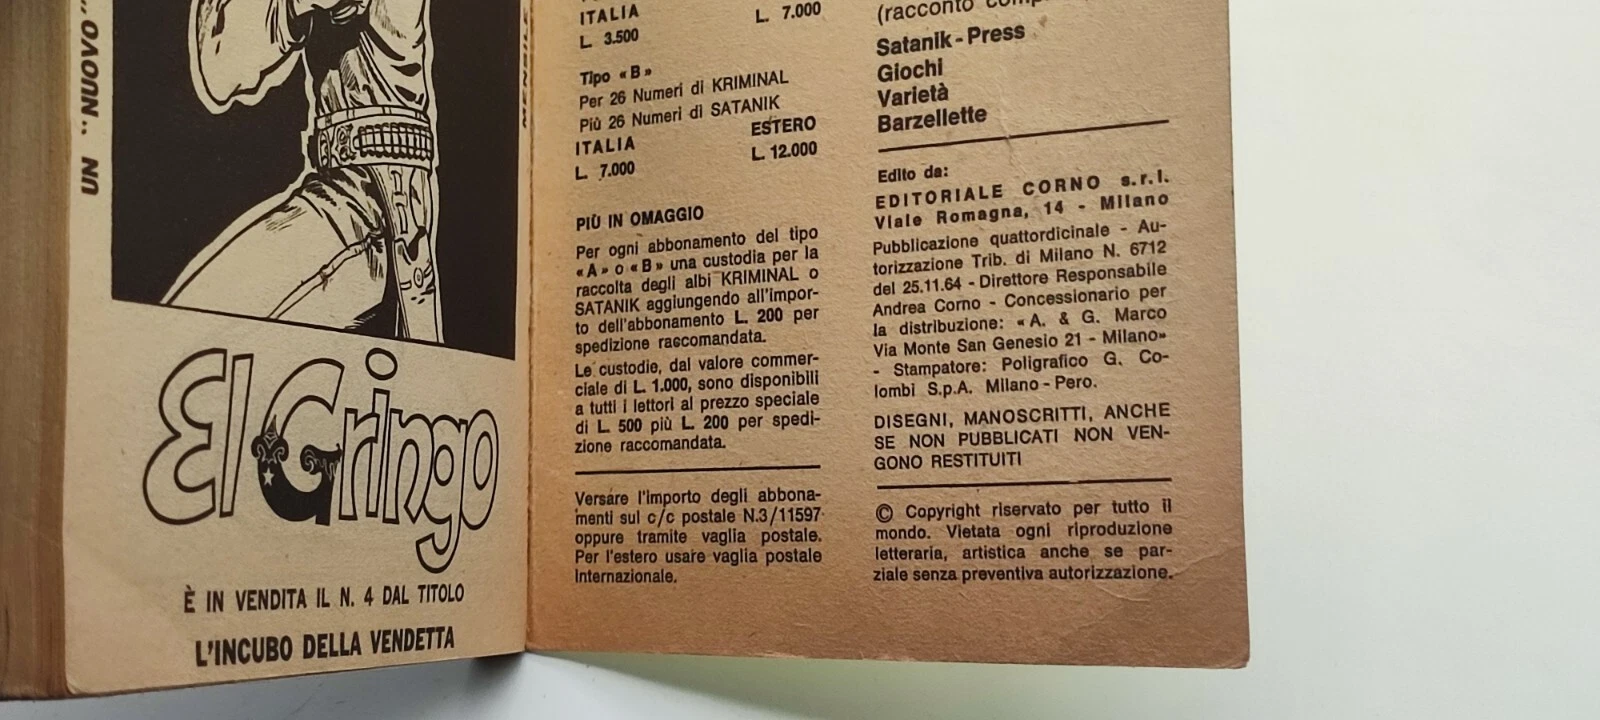 UN „NUOVO„
MENSILE
El Gringo
È IN VENDITA IL N. 4 DAL TITOLO
L'INCUBO DELLA VENDETTA
ITALIA
L. 3.500
L. 7.000
Tipo «B»
Per 26 Numeri di KRIMINAL
Più 26 Numeri di SATANIK
ITALIA
ESTERO
L. 7.000
L. 12.000
PIÙ IN OMAGGIO
Per ogni abbonamento del tipo
«A» o «B» una custodia per la
raccolta degli albi KRIMINAL o
SATANIK aggiungendo all'impor-
to dell'abbonamento L. 200 per
spedizione raccomandata.
Le custodie, dal valore commer-
ciale di L. 1.000, sono disponibili
a tutti i lettori al prezzo speciale
di L. 500 più L. 200 per spedi-
zione raccomandata.
Versare l'importo degli abbona-
menti sul c/c postale N.3/11597
oppure tramite vaglia postale.
Per l'estero usare vaglia postale
Internazionale.
(racconto
Satanik-Press
Giochi
Varietà
Barzellette
Edito da:
EDITORIALE CORNO s.r.l.
Viale Romagna, 14 - Milano
Pubblicazione quattordicinale - Au-
torizzazione Trib. di Milano N. 6712
del 25.11.64 - Direttore Responsabile
Andrea Corno - Concessionario per
la distribuzione: «A. & G. Marco
Via Monte San Genesio 21 - Milano»
- Stampatore: Poligrafico G. Co-
lombi S.p.A. Milano - Pero.
DISEGNI, MANOSCRITTI, ANCHE
SE NON PUBBLICATI NON VEN-
GONO RESTITUITI
© Copyright riservato per tutto il
mondo. Vietata ogni riproduzione
letteraria, artistica anche se par-
ziale senza preventiva autorizzazione.